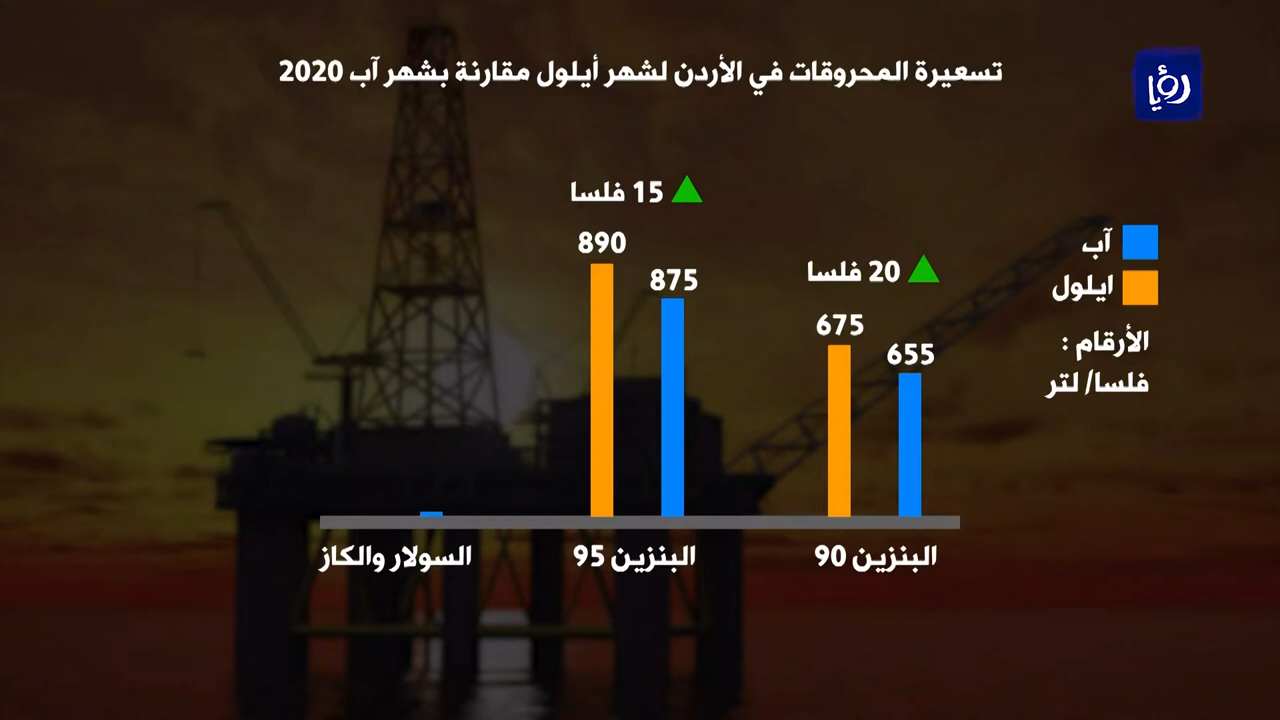 تسعيرة المحروقات في الأردن لشهر أيلول مقارنة بشهر آب 2020
رؤيا
آب
ايلول
الأرقام :
فلسا/ لتر
20 فلسا
675
655
البنزين 90
15 فلسا
890
875
البنزين 95
السولار والكاز